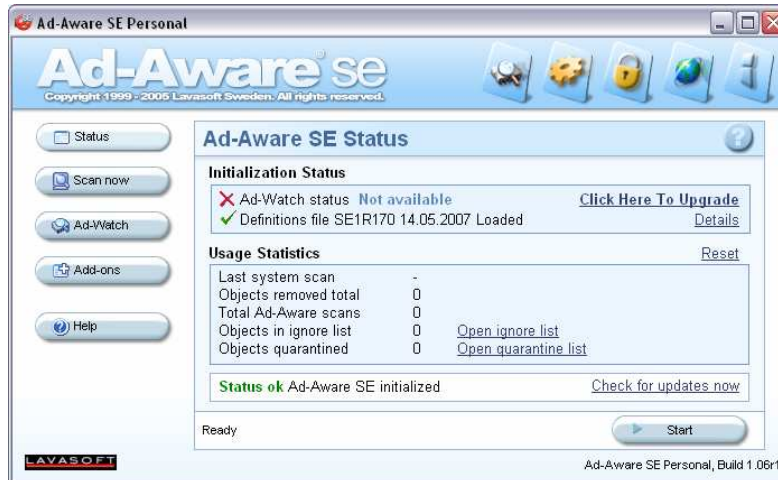 Ad-Aware SE Personal
Ad-Aware SE
Copyright 1999 - 2005 Lavasoft Sweden. All rights reserved.
Status
Scan now
Ad-Watch
Add-ons
Help
Ad-Aware SE Status
Initialization Status
Ad-Watch status Not available Click Here To Upgrade
Definitions file SE1R170 14.05.2007 Loaded Details
Usage Statistics Reset
Last system scan -
Objects removed total 0
Total Ad-Aware scans 0
Objects in ignore list 0 Open ignore list
Objects quarantined 0 Open quarantine list
Status ok Ad-Aware SE initialized Check for updates now
Ready Start
LAVASOFT
Ad-Aware SE Personal, Build 1.06r1